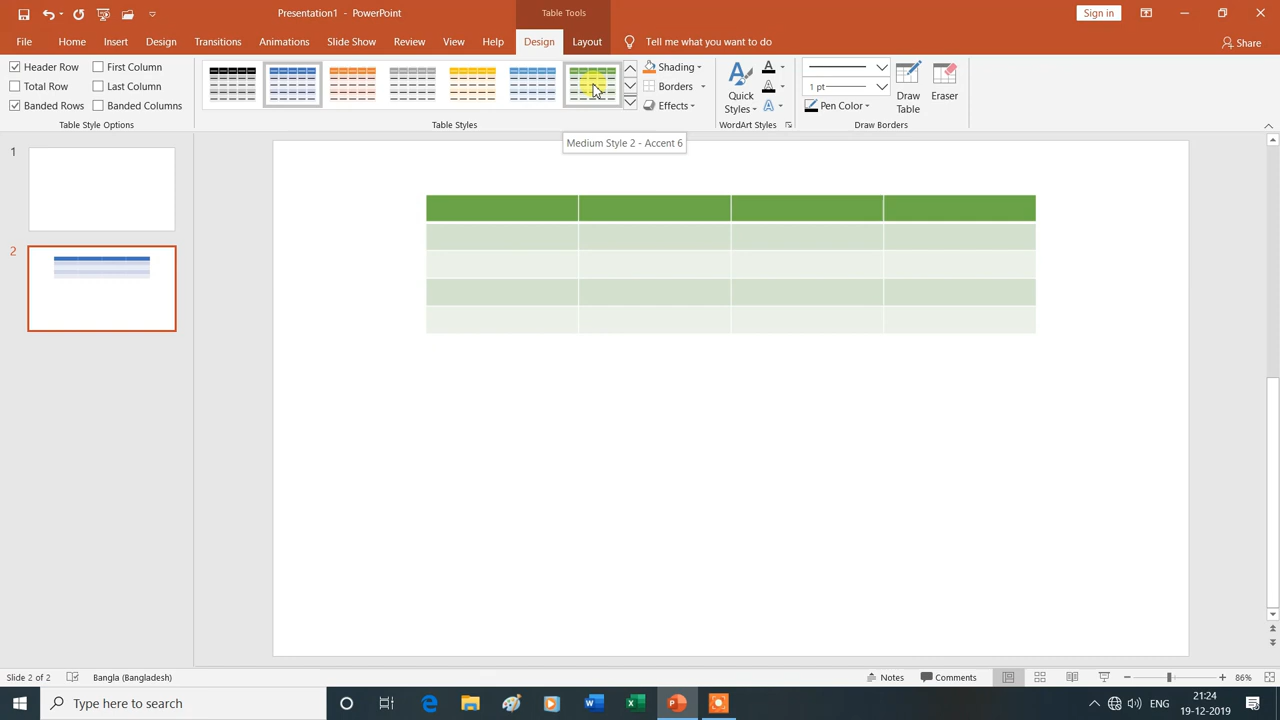 Presentation1 - PowerPoint
Table Tools
Sign in
File
Home
Insert
Design
Transitions
Animations
Slide Show
Review
View
Help
Design
Layout
Tell me what you want to do
Share
Header Row
First Column
Total Row
Last Column
Banded Rows
Banded Columns
Table Style Options
Table Styles
Shading
Borders
Effects
Quick
Styles
WordArt Styles
1 pt
Pen Color
Draw
Table
Eraser
Draw Borders
Medium Style 2 - Accent 6
1
2
Slide 2 of 2
Bangla (Bangladesh)
Notes
Comments
86%
Type here to search
ENG
21:24
19-12-2019